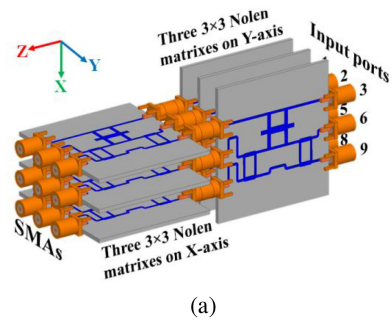 Three 3×3 Nolen
matrixes on Y-axis
Input ports
Z
Y
X
2
3
5
6
8
9
SMAs
Three 3×3 Nolen
matrixes on X-axis
(a)